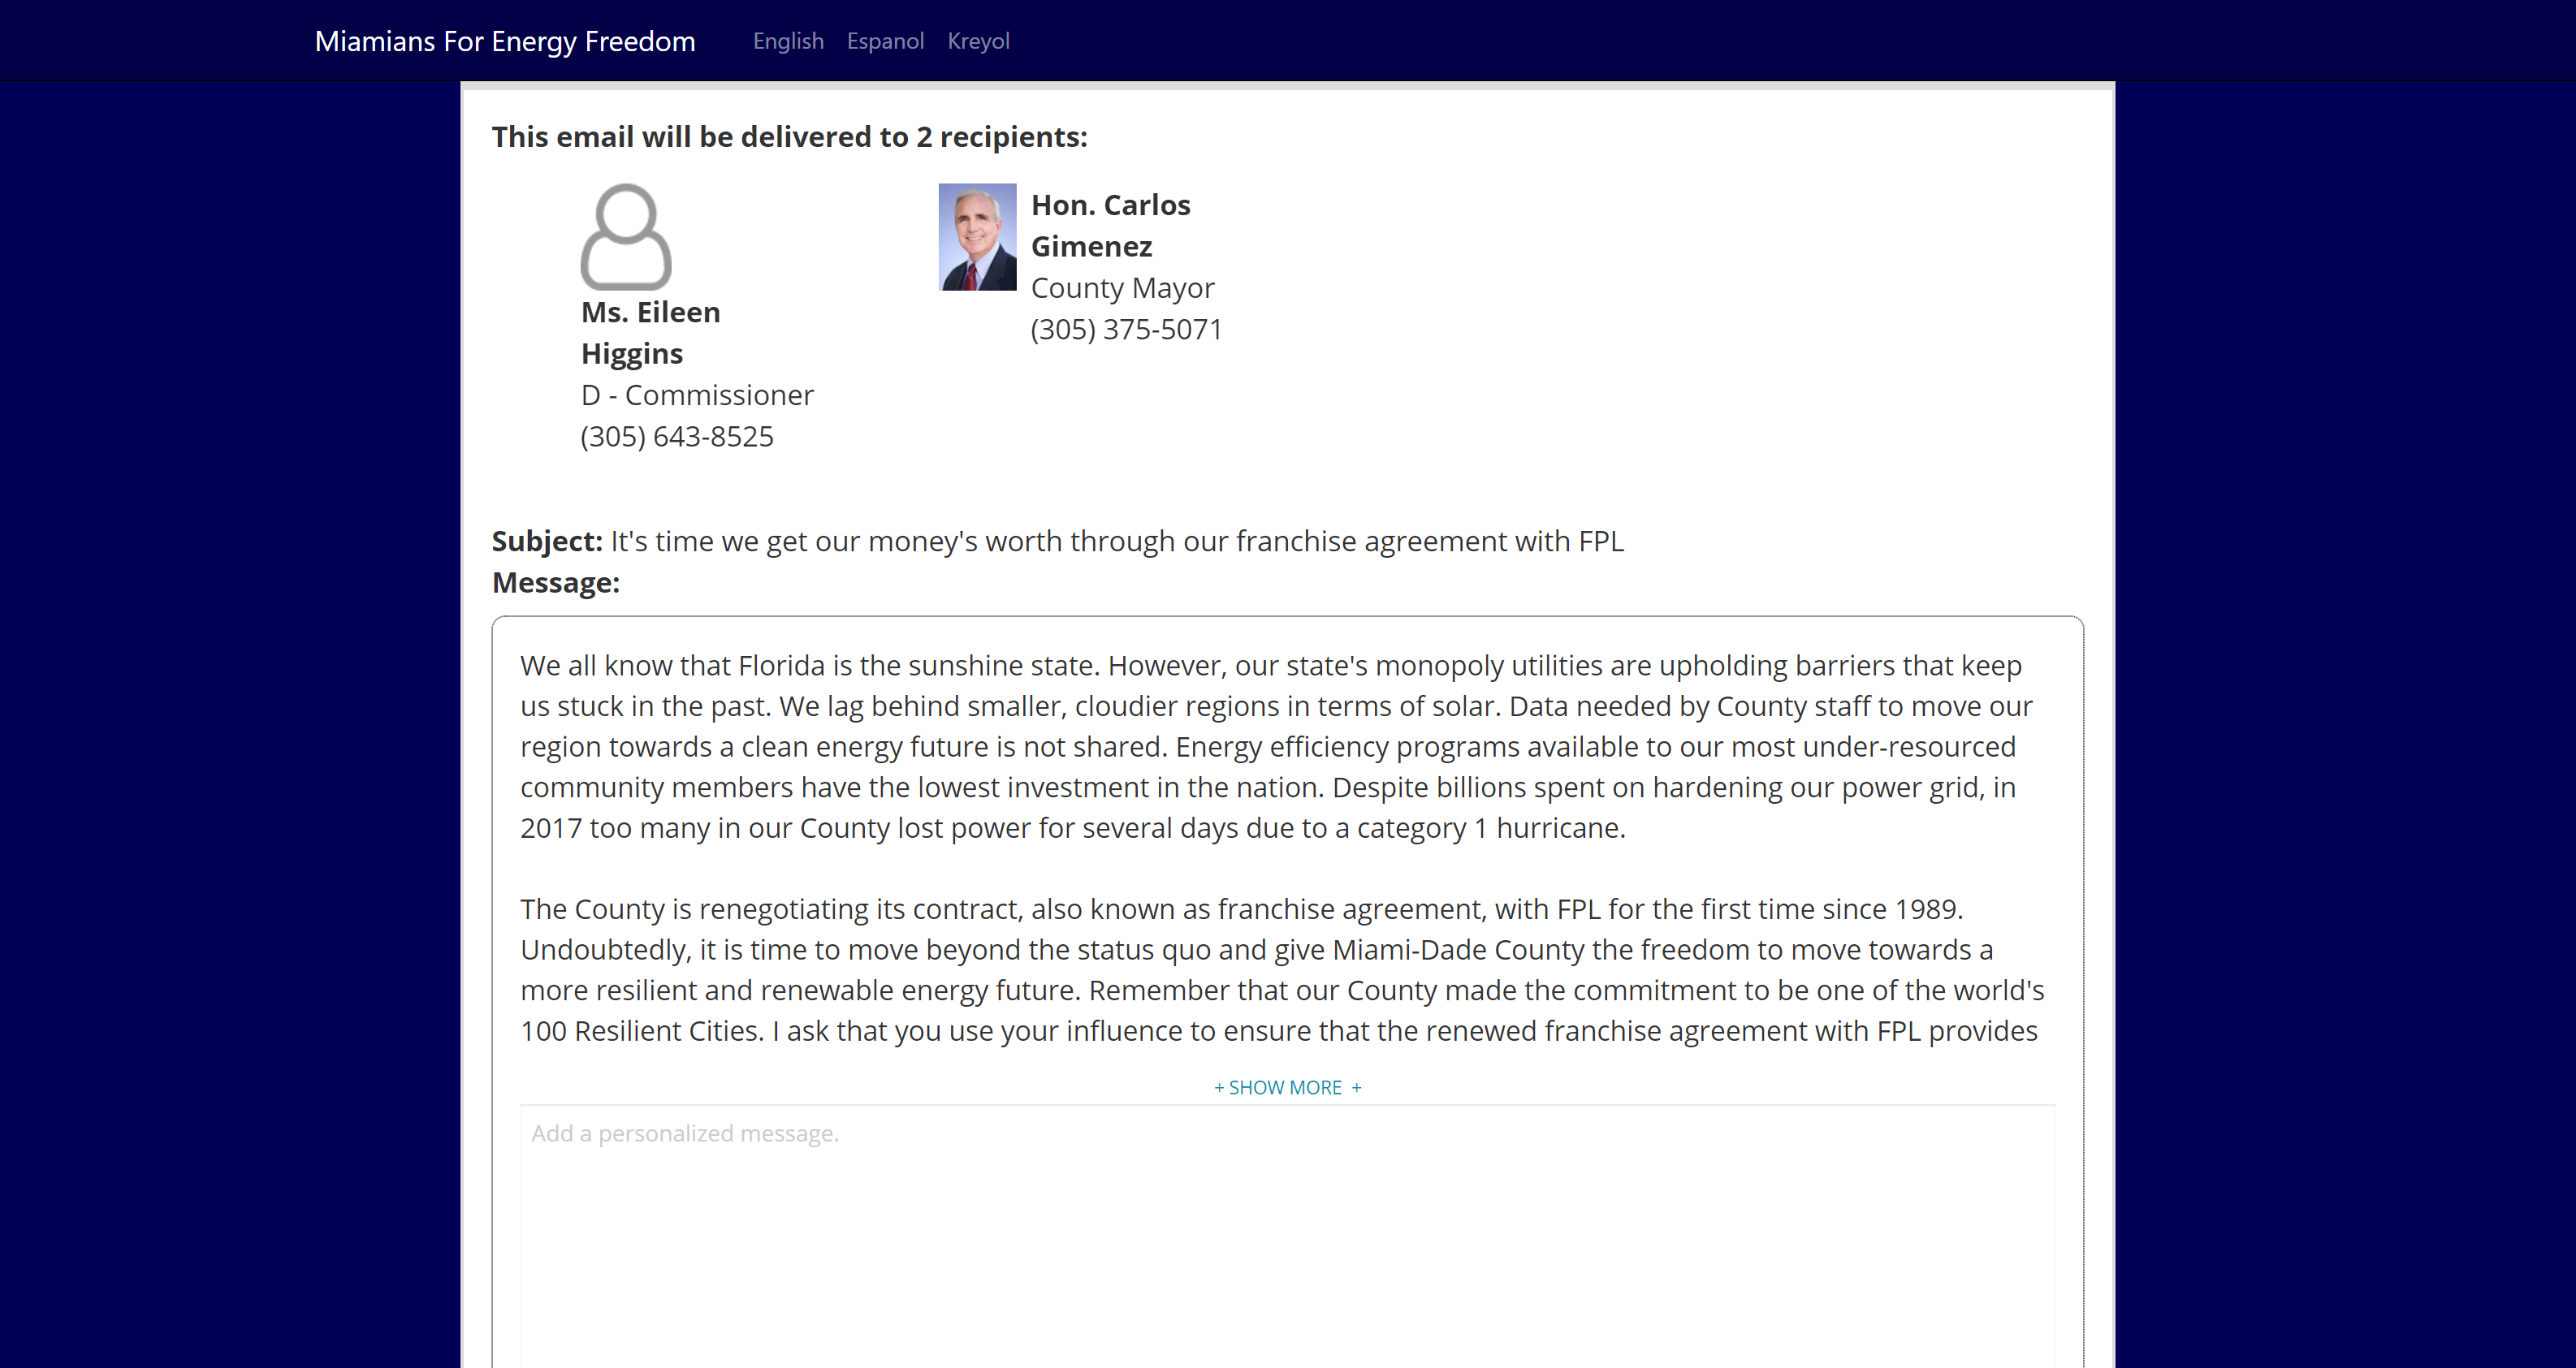 Miamians For Energy Freedom English Espanol Kreyol
This email will be delivered to 2 recipients:
Ms. Eileen
Higgins
D - Commissioner
(305) 643-8525
Hon. Carlos
Gimenez
County Mayor
(305) 375-5071
Subject: It's time we get our money's worth through our franchise agreement with FPL
Message:
We all know that Florida is the sunshine state. However, our state's monopoly utilities are upholding barriers that keep
us stuck in the past. We lag behind smaller, cloudier regions in terms of solar. Data needed by County staff to move our
region towards a clean energy future is not shared. Energy efficiency programs available to our most under-resourced
community members have the lowest investment in the nation. Despite billions spent on hardening our power grid, in
2017 too many in our County lost power for several days due to a category 1 hurricane.
The County is renegotiating its contract, also known as franchise agreement, with FPL for the first time since 1989.
Undoubtedly, it is time to move beyond the status quo and give Miami-Dade County the freedom to move towards a
more resilient and renewable energy future. Remember that our County made the commitment to be one of the world's
100 Resilient Cities. I ask that you use your influence to ensure that the renewed franchise agreement with FPL provides
+ SHOW MORE +
Add a personalized message.